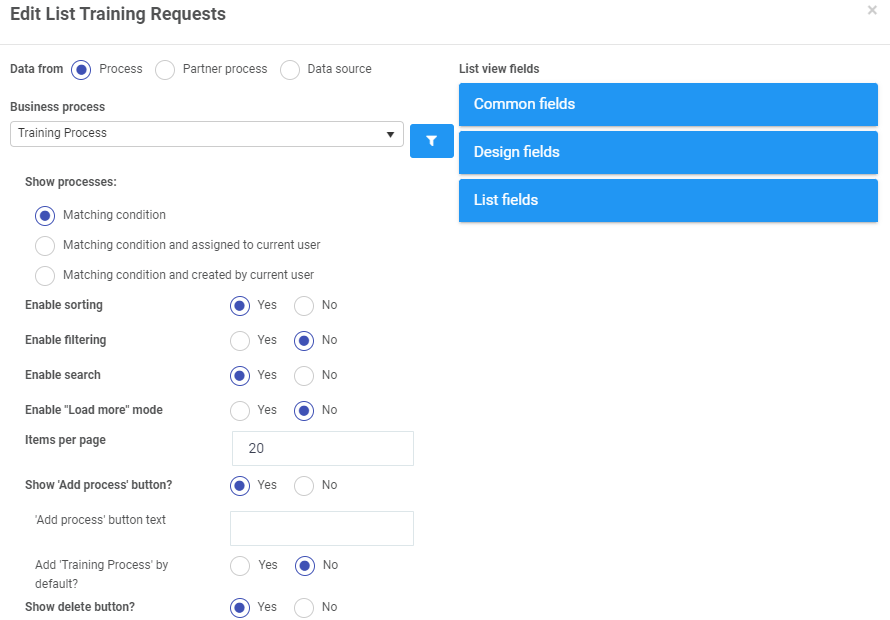 Edit List Training Requests
×
Data from Process Partner process Data source
Business process
Training Process
Show processes:
Matching condition
Matching condition and assigned to current user
Matching condition and created by current user
Enable sorting Yes No
Enable filtering Yes No
Enable search Yes No
Enable "Load more" mode Yes No
Items per page 20
Show 'Add process' button? Yes No
'Add process' button text
Add 'Training Process' by
default? Yes No
Show delete button? Yes No
List view fields
Common fields
Design fields
List fields